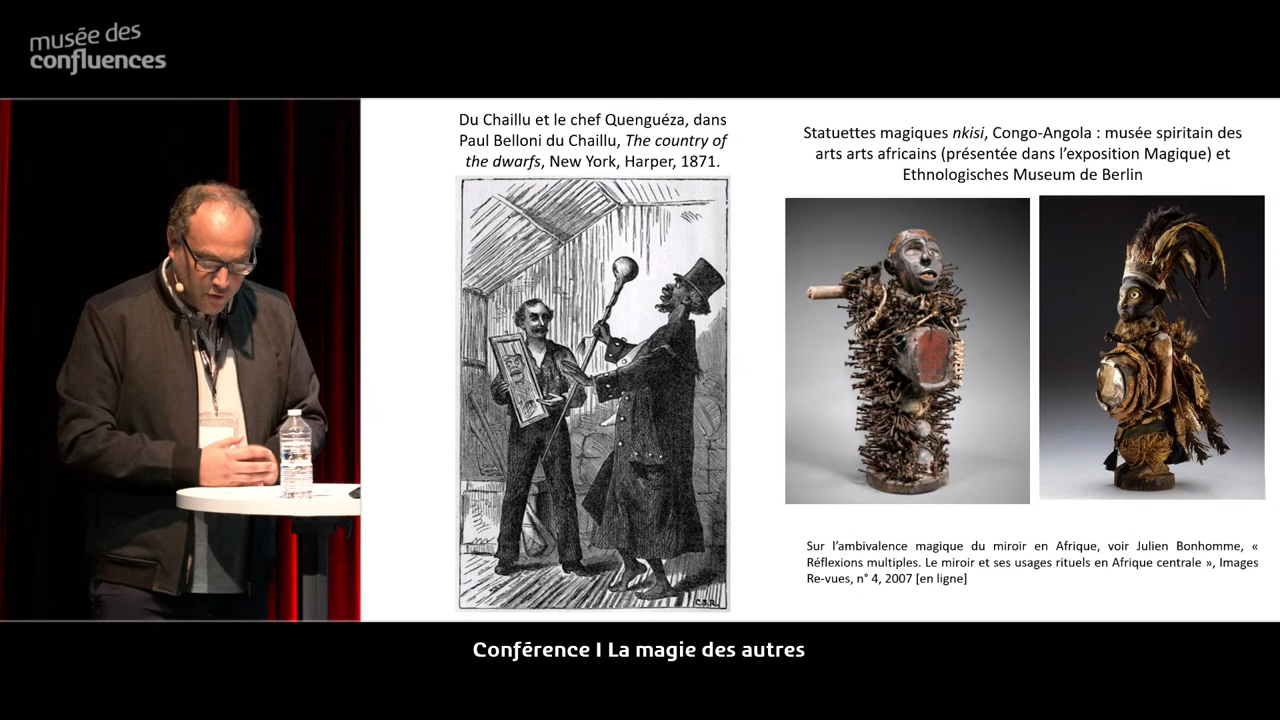 musée des
confluences
Du Chaillu et le chef Quenguéza, dans
Paul Belloni du Chaillu, The country of
the dwarfs, New York, Harper, 1871.
Statuettes magiques nkisi, Congo-Angola : musée spiritain des
arts arts africains (présentée dans l’exposition Magique) et
Ethnologisches Museum de Berlin
C.S.R.
Sur l’ambivalence magique du miroir en Afrique, voir Julien Bonhomme, «
Réflexions multiples. Le miroir et ses usages rituels en Afrique centrale », Images
Re-vues, n° 4, 2007 [en ligne]
Conférence I La magie des autres